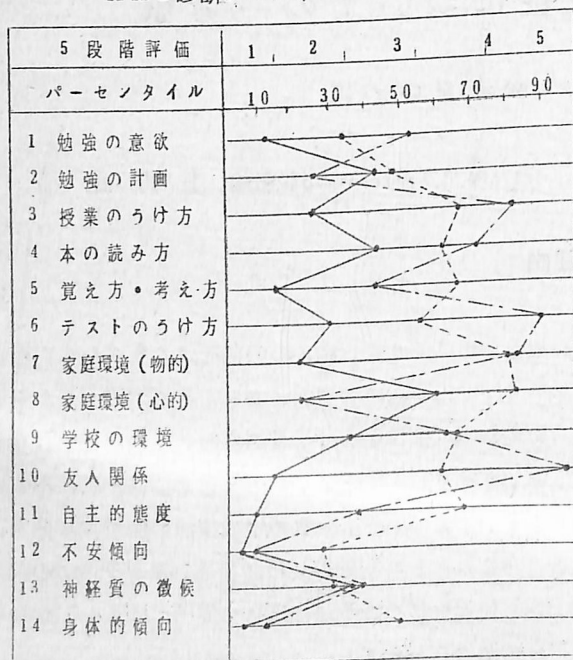 5 段 階 評 価 1 2 3 4 5
パーセンタイル 10 30 50 70 90
1 勉強の意欲
2 勉強の計画
3 授業のうけ方
4 本の読み方
5 覚え方・考え方
6 テストのうけ方
7 家庭環境(物的)
8 家庭環境(心的)
9 学校の環境
10 友人関係
11 自主的態度
12 不安傾向
13 神経質の徴候
14 身体的傾向